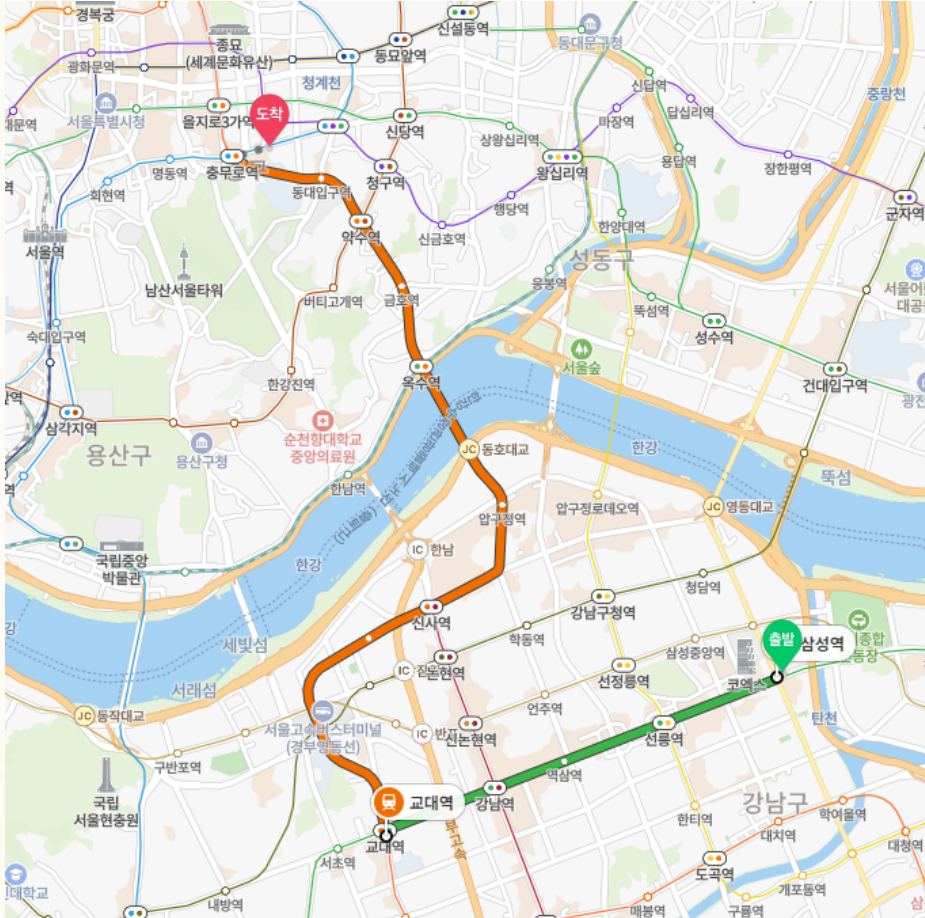 경복궁
신설동역
동대문구청
종묘
(세계문화유산)
동묘앞역
광화문역
청계천
신답역
답십리역
중랑천
서울특별시청
을지로3가역
도착
신당역
마장역
상왕십리역
용답역
명동역
충무로역
왕십리역
장한평역
회현역
동대입구역
청구역
행당역
군자역
한양대역
서울역
약수역
신금호역
성동구
남산서울타워
버티고개역
금호역
응봉역
뚝섬역
숙대입구역
성수역
서울숲
옥수역
건대입구역
한강진역
삼각지역
순천향대학교
중앙의료원
용산구
용산구청
JC
동호대교
한강
뚝섬
한남역
압구정역
압구정로데오역
JC
영동대교
국립중앙
박물관
한강
IC
한남
청담역
강남구청역
신사역
학동역
세빛섬
출발
삼성역
삼성중앙역
코엑스
논현역
선정릉역
서래섬
IC
언주역
탄천
JC
동작대교
서울고속버스터미널
(경부영동선)
IC
신논현역
선릉역
구반포역
역삼역
국립
서울현충원
교대역
강남역
강남구
교대역
한티역
대치역
학여울역
서초역
대청역
도곡역
개포동역
내방역
매봉역
구룡역